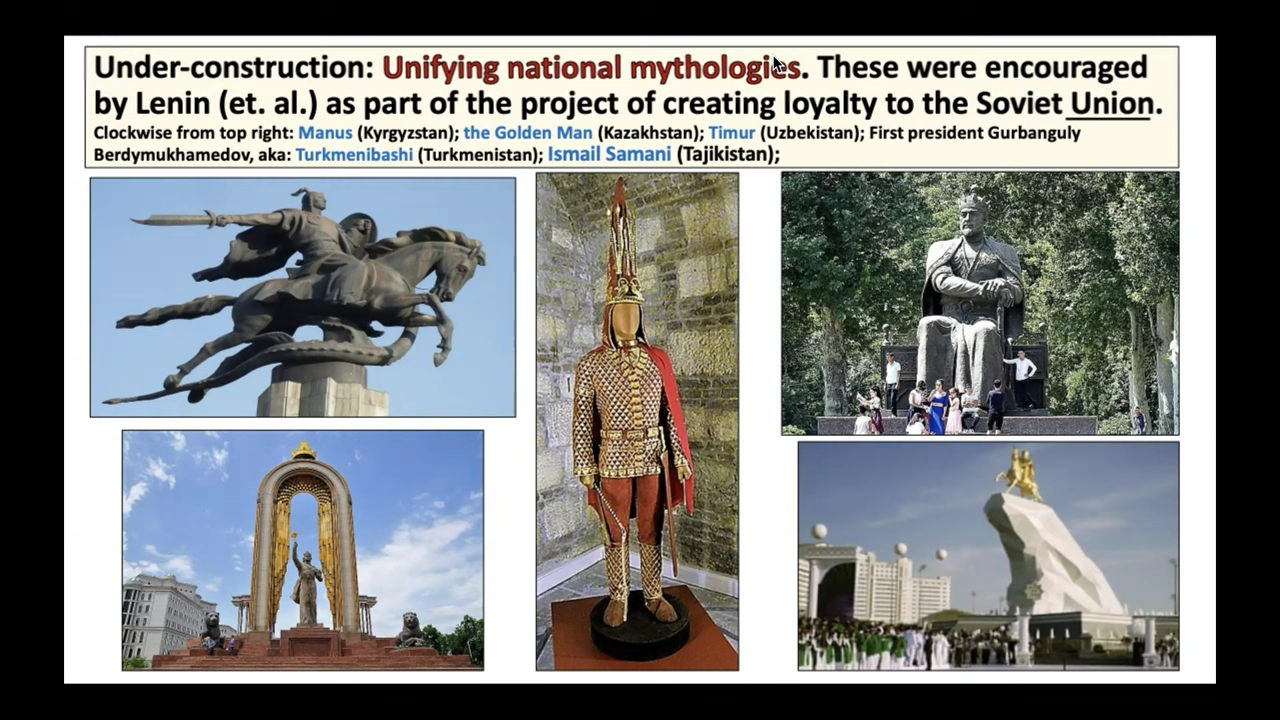 Under-construction: Unifying national mythologies. These were encouraged
by Lenin (et. al.) as part of the project of creating loyalty to the Soviet Union.
Clockwise from top right: Manus (Kyrgyzstan); the Golden Man (Kazakhstan); Timur (Uzbekistan); First president Gurbanguly
Berdymukhamedov, aka: Turkmenibashi (Turkmenistan); Ismail Samani (Tajikistan);